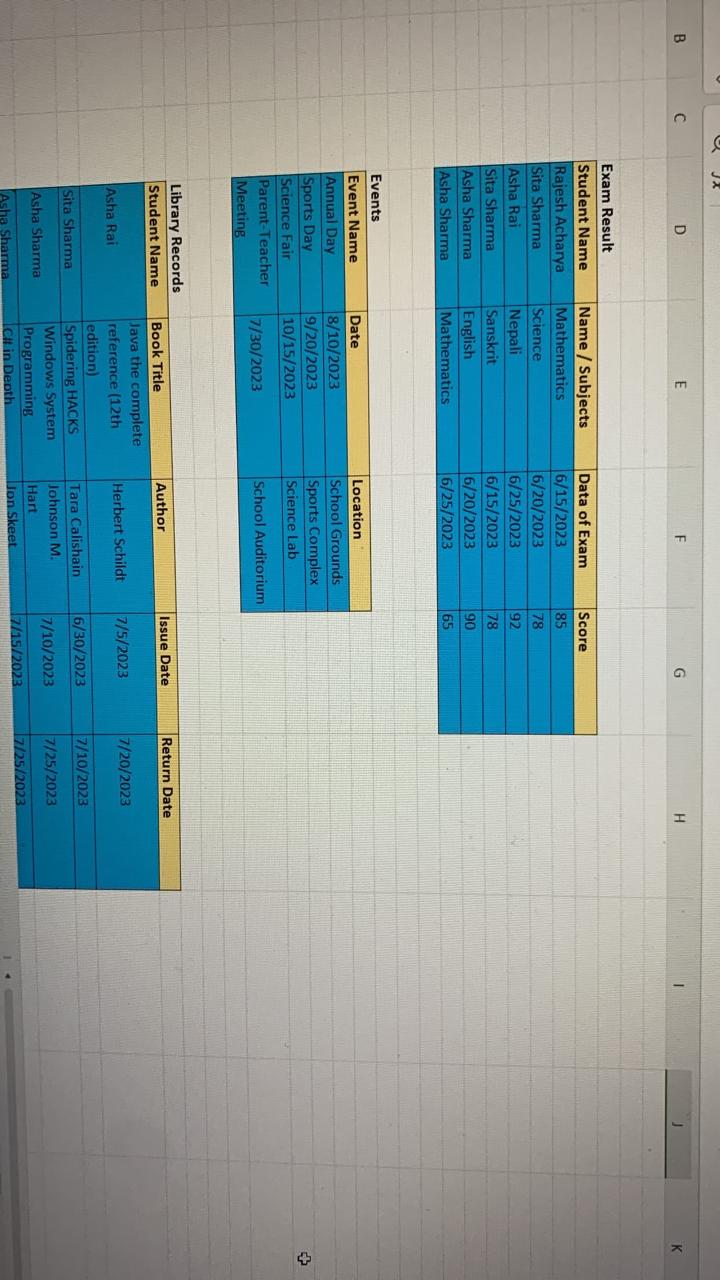 B C D E F G H I J K
Exam Result
Student Name Name / Subjects Data of Exam Score
Rajesh Acharya Mathematics 6/15/2023 85
Sita Sharma Science 6/20/2023 78
Asha Rai Nepali 6/25/2023 92
Sita Sharma Sanskrit 6/15/2023 78
Asha Sharma English 6/20/2023 90
Asha Sharma Mathematics 6/25/2023 65
Events
Event Name Date Location
Annual Day 8/10/2023 School Grounds
Sports Day 9/20/2023 Sports Complex
Science Fair 10/15/2023 Science Lab
Parent-Teacher
Meeting 7/30/2023 School Auditorium
Library Records
Student Name Book Title Author Issue Date Return Date
Java the complete
Asha Rai reference (12th Herbert Schildt 7/5/2023 7/20/2023
edition)
Sita Sharma Spidering HACKS Tara Calishain 6/30/2023 7/10/2023
Asha Sharma Windows System Johnson M. 7/10/2023 7/25/2023
Programming Hart
Asha Sharma C# in Depth Jon Skeet 7/15/2023 7/25/2023